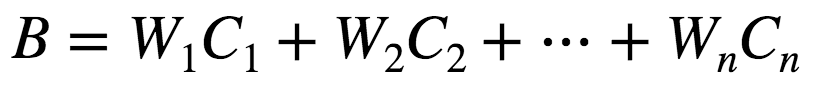 B = W₁C₁ + W₂C₂ + ⋯ + WₙCₙ